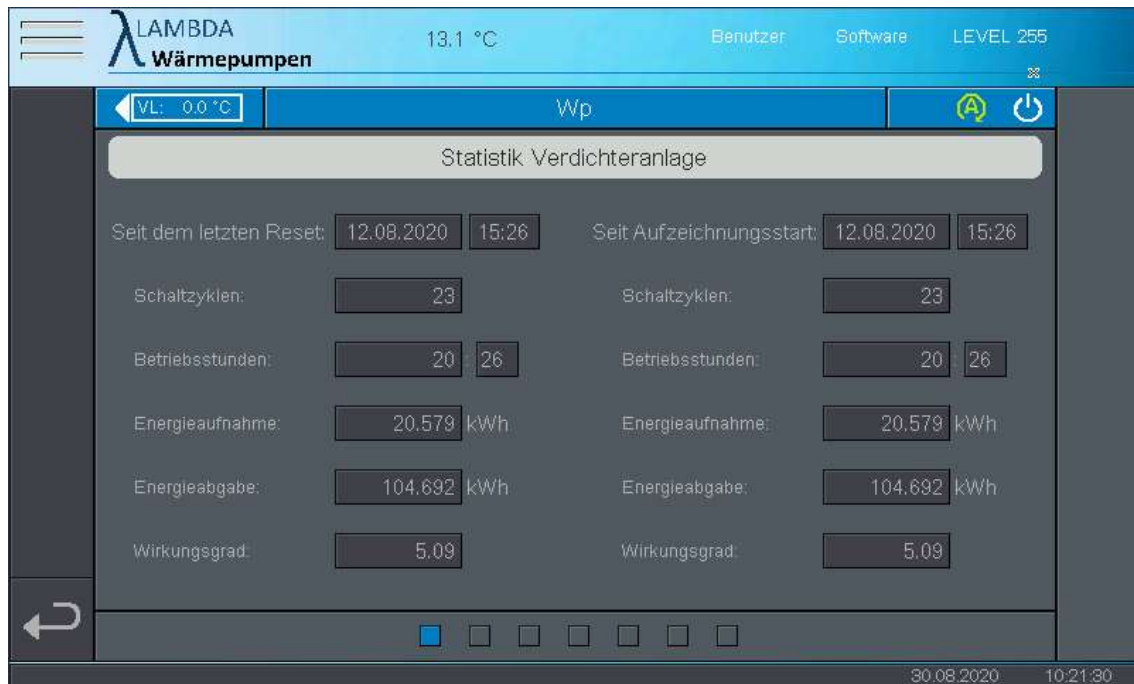 λ LAMBDA
Wärmepumpen
13.1 °C Benutzer Software LEVEL 255
VL: 0.0 °C Wp A
Statistik Verdichteranlage
Seit dem letzten Reset: 12.08.2020 15:26 Seit Aufzeichnungsstart: 12.08.2020 15:26
Schaltzyklen: 23 Schaltzyklen: 23
Betriebsstunden: 20 : 26 Betriebsstunden: 20 : 26
Energieaufnahme: 20.579 kWh Energieaufnahme: 20.579 kWh
Energieabgabe: 104.692 kWh Energieabgabe: 104.692 kWh
Wirkungsgrad: 5.09 Wirkungsgrad: 5.09
30.08.2020 10:21:30